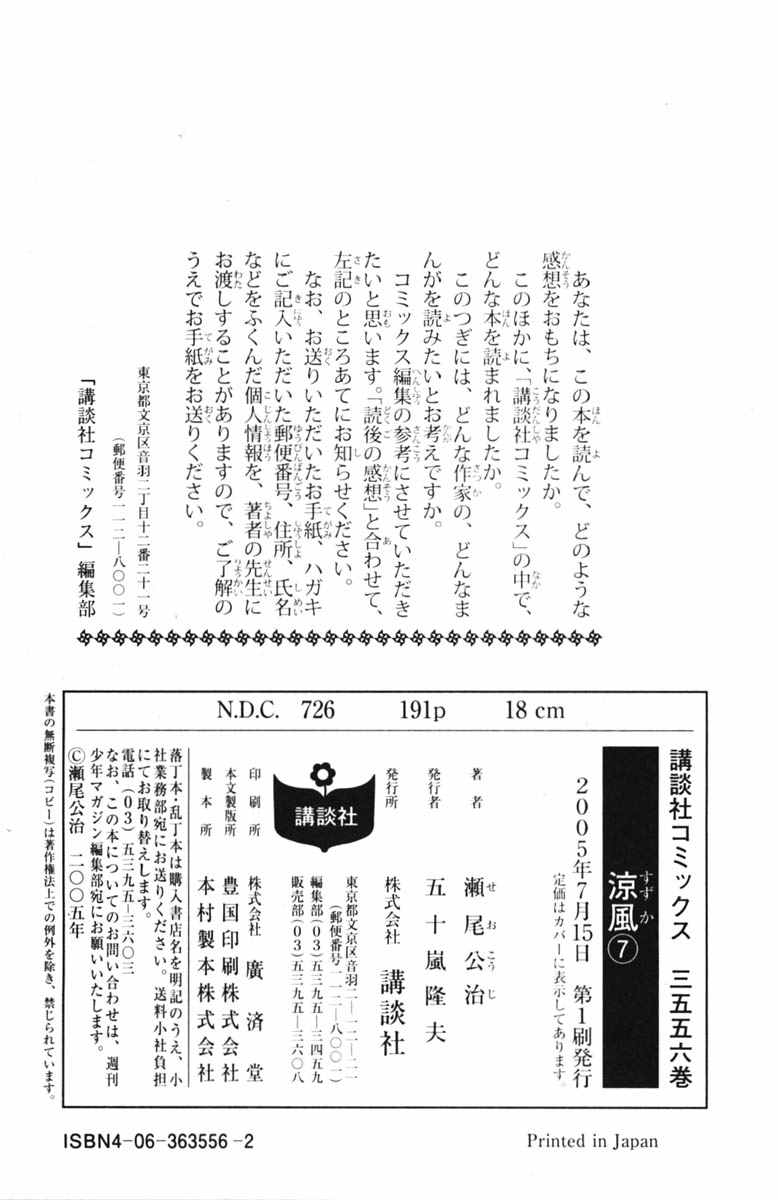 あなたは、この本を読んで、どのような
感想をおもちになりましたか。
このほかに、「講談社コミックス」の中で、
どんな本を読まれましたか。
このつぎには、どんな作家の、どんなま
んがを読みたいとお考えですか。
コミックス編集の参考にさせていただき
たいと思います。「読後の感想」と合わせて、
左記のところあてにお知らせください。
なお、お送りいただいたお手紙、ハガキ
にご記入いただいた郵便番号、住所、氏名
などをふくんだ個人情報を、著者の先生に
お渡しすることがありますので、ご了解の
うえでお手紙をお送りください。
東京都文京区音羽二丁目十二番二十一号
(郵便番号一一二—八〇〇一)
「講談社コミックス」編集部
N.D.C. 726 191p 18 cm
講談社コミックス 三五五六巻
涼風⑦
すずか
2005年7月15日 第1刷発行
定価はカバーに表示してあります。
著者 瀬尾公治
せおこうじ
発行者 五十嵐隆夫
発行所 株式会社 講談社
東京都文京区音羽二—一二—二一
(郵便番号一一二—八〇〇一)
編集部(03)五三九五—三四五九
販売部(03)五三九五—三六〇八
講談社
印刷所 株式会社 廣済堂
本文製版所 豊国印刷株式会社
製本所 本村製本株式会社
落丁本・乱丁本は購入書店名を明記のうえ、小
社業務部宛にお送りください。送料小社負担
にてお取り替えします。
電話(03)五三九五—三六〇三
なお、この本についてのお問い合わせは、週刊
少年マガジン編集部宛にお願いいたします。
©瀬尾公治 二〇〇五年
本書の無断複写(コピー)は著作権法上での例外を除き、禁じられています。
ISBN4-06-363556-2
Printed in Japan